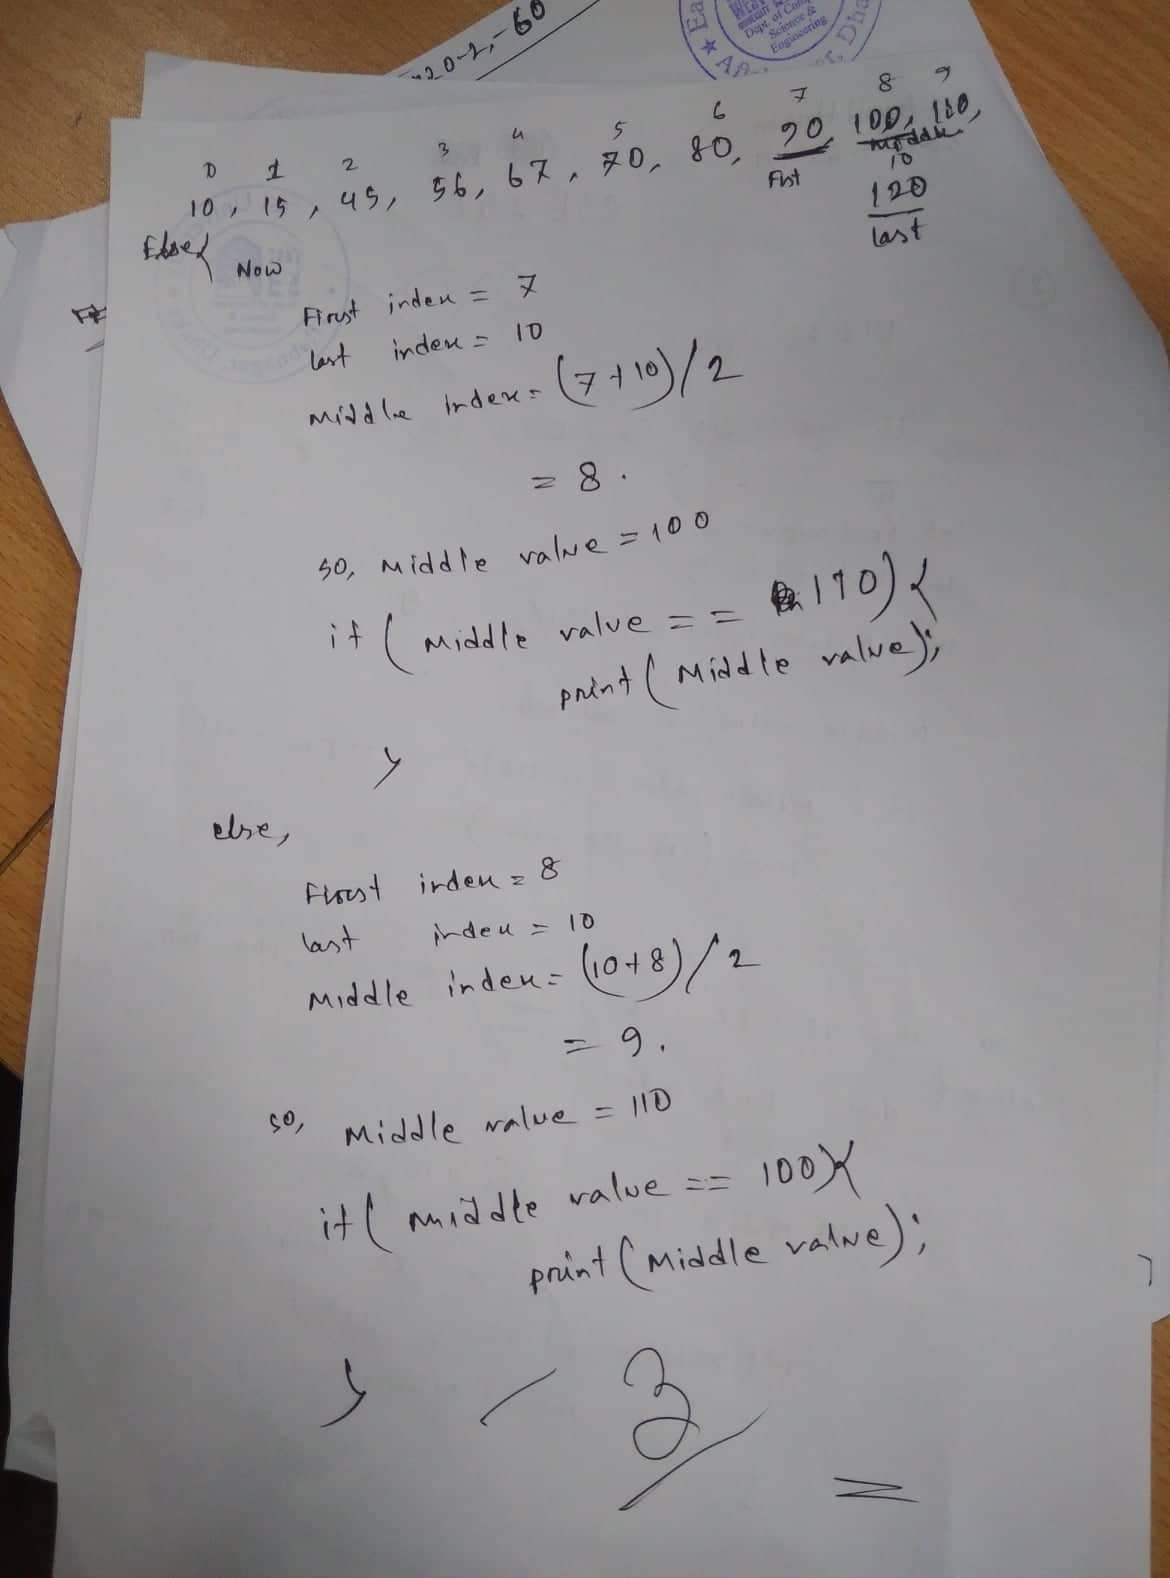 20-2, -60
Dept. of Com
Science &
Engineering
0 1 2 3 4 5 6 7 8 9
10, 15, 45, 56, 67, 70, 80, 90, 100, 110,
First
Middle
10
120
last
Else{
Now
First index = 7
last index = 10
Middle index = (7+10)/2
= 8.
so, Middle value = 100
if (Middle value == 110){
print (Middle value);
}
else,
First index = 8
last index = 10
Middle index = (10+8)/2
= 9.
so, Middle value = 110
if (Middle value == 100){
print (Middle value);
}
3